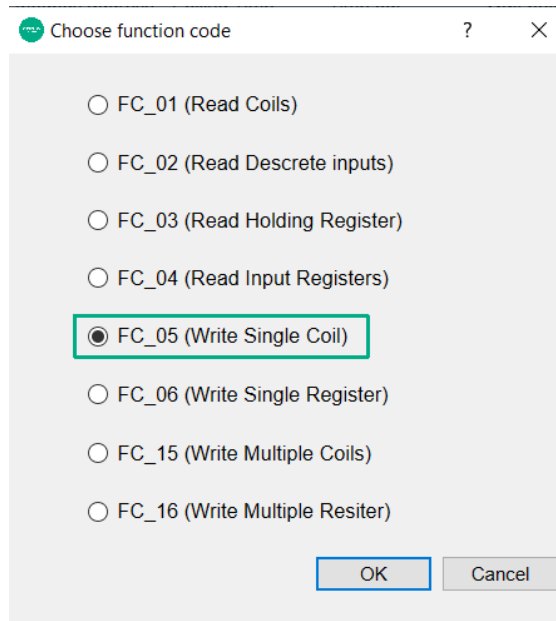 Choose function code
?
FC_01 (Read Coils)
FC_02 (Read Descrete inputs)
FC_03 (Read Holding Register)
FC_04 (Read Input Registers)
FC_05 (Write Single Coil)
FC_06 (Write Single Register)
FC_15 (Write Multiple Coils)
FC_16 (Write Multiple Resiter)
OK Cancel